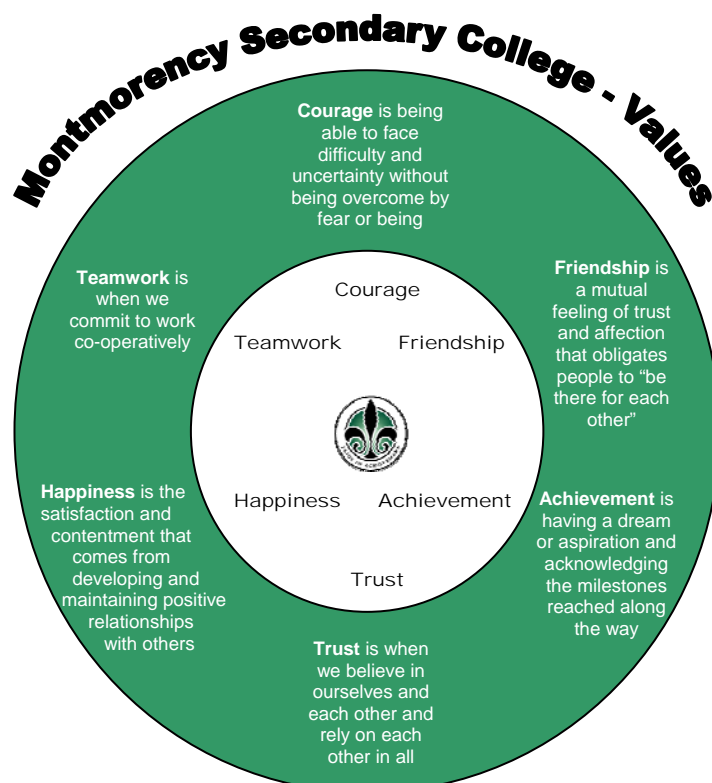 Montmorency Secondary College - Values
Courage is being
able to face
difficulty and
uncertainty without
being overcome by
fear or being
Friendship is
a mutual
feeling of trust
and affection
that obligates
people to “be
there for each
other”
Achievement is
having a dream
or aspiration and
acknowledging
the milestones
reached along
the way
Trust is when
we believe in
ourselves and
each other and
rely on each
other in all
Happiness is the
satisfaction and
contentment that
comes from
developing and
maintaining positive
relationships
with others
Teamwork is
when we
commit to work
co-operatively
Courage
Teamwork Friendship
Happiness Achievement
Trust